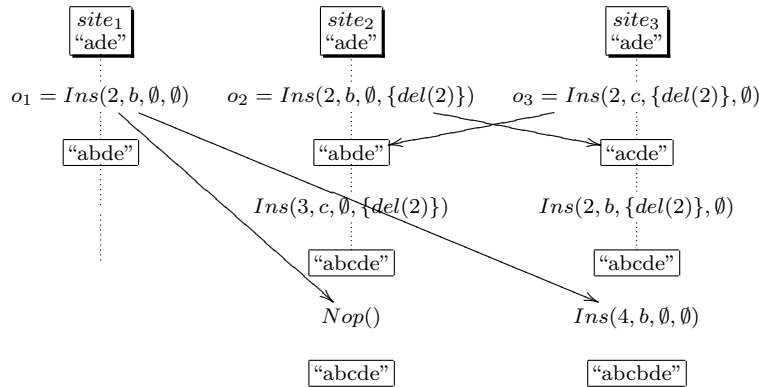 site₁ site₂ site₃
“ade” “ade” “ade”
o₁ = Ins(2, b, ∅, ∅) o₂ = Ins(2, b, ∅, {del(2)}) o₃ = Ins(2, c, {del(2)}, ∅)
“abde” “abde” “acde”
Ins(3, c, ∅, {del(2)}) Ins(2, b, {del(2)}, ∅)
“abcde” “abcde”
Nop() Ins(4, b, ∅, ∅)
“abcde” “abcbde”